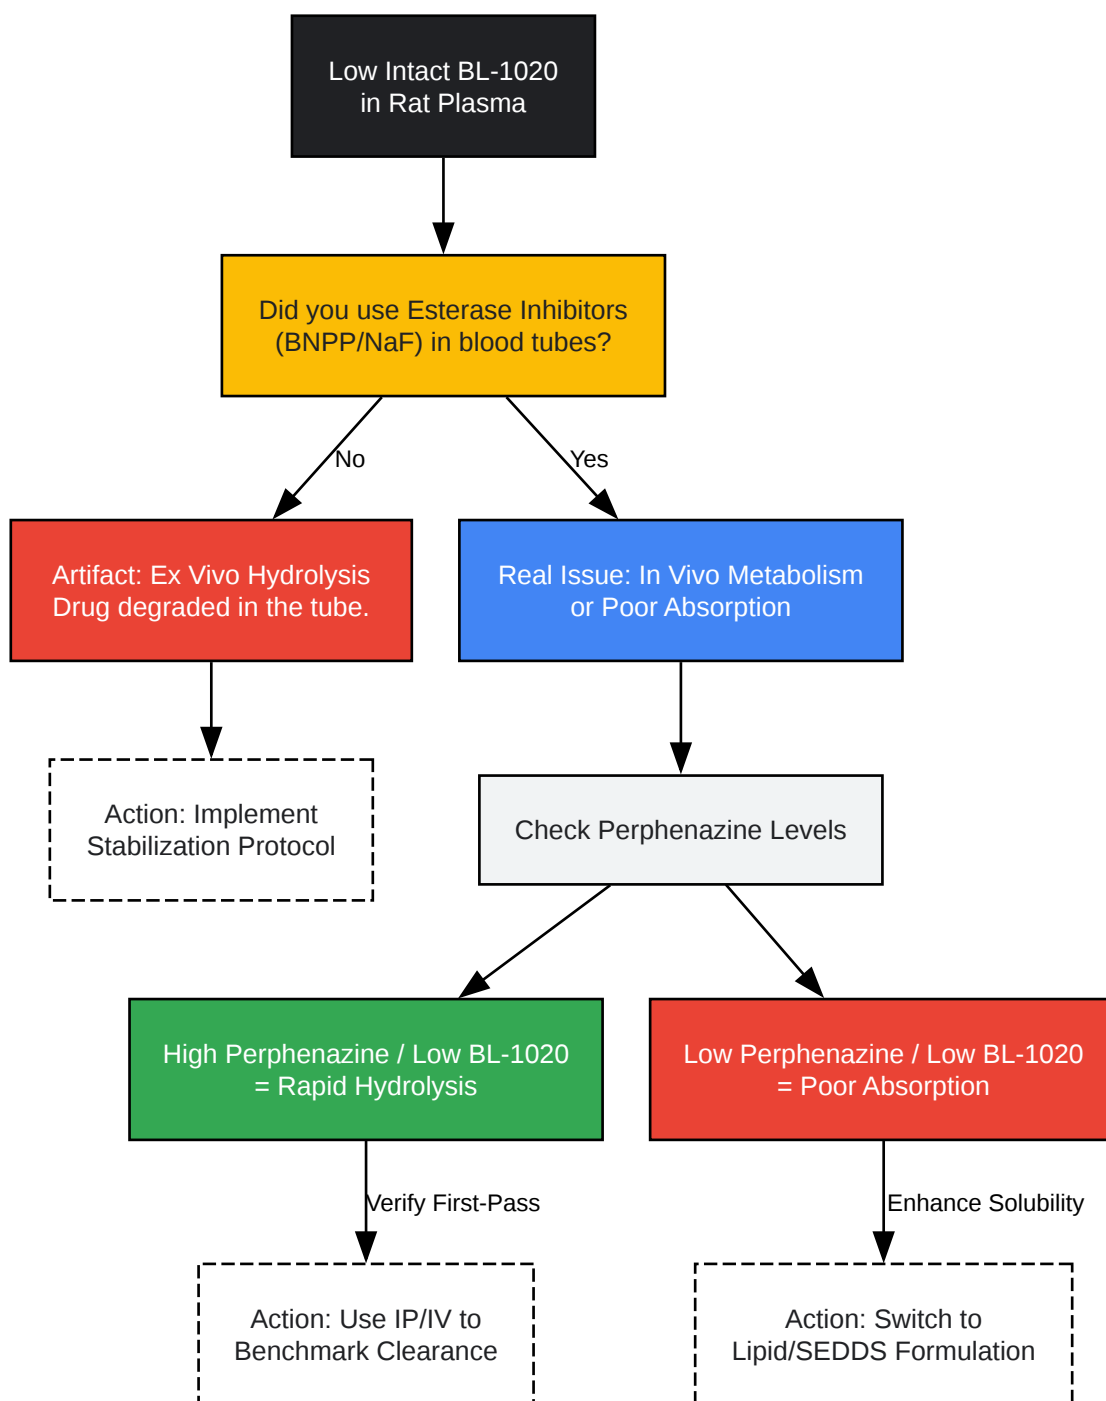 Low Intact BL-1020
in Rat Plasma
Did you use Esterase Inhibitors
(BNPP/NaF) in blood tubes?
No
Yes
Artifact: Ex Vivo Hydrolysis
Drug degraded in the tube.
Real Issue: In Vivo Metabolism
or Poor Absorption
Action: Implement
Stabilization Protocol
Check Perphenazine Levels
High Perphenazine / Low BL-1020
= Rapid Hydrolysis
Low Perphenazine / Low BL-1020
= Poor Absorption
Verify First-Pass
Enhance Solubility
Action: Use IP/IV to
Benchmark Clearance
Action: Switch to
Lipid/SEDDS Formulation